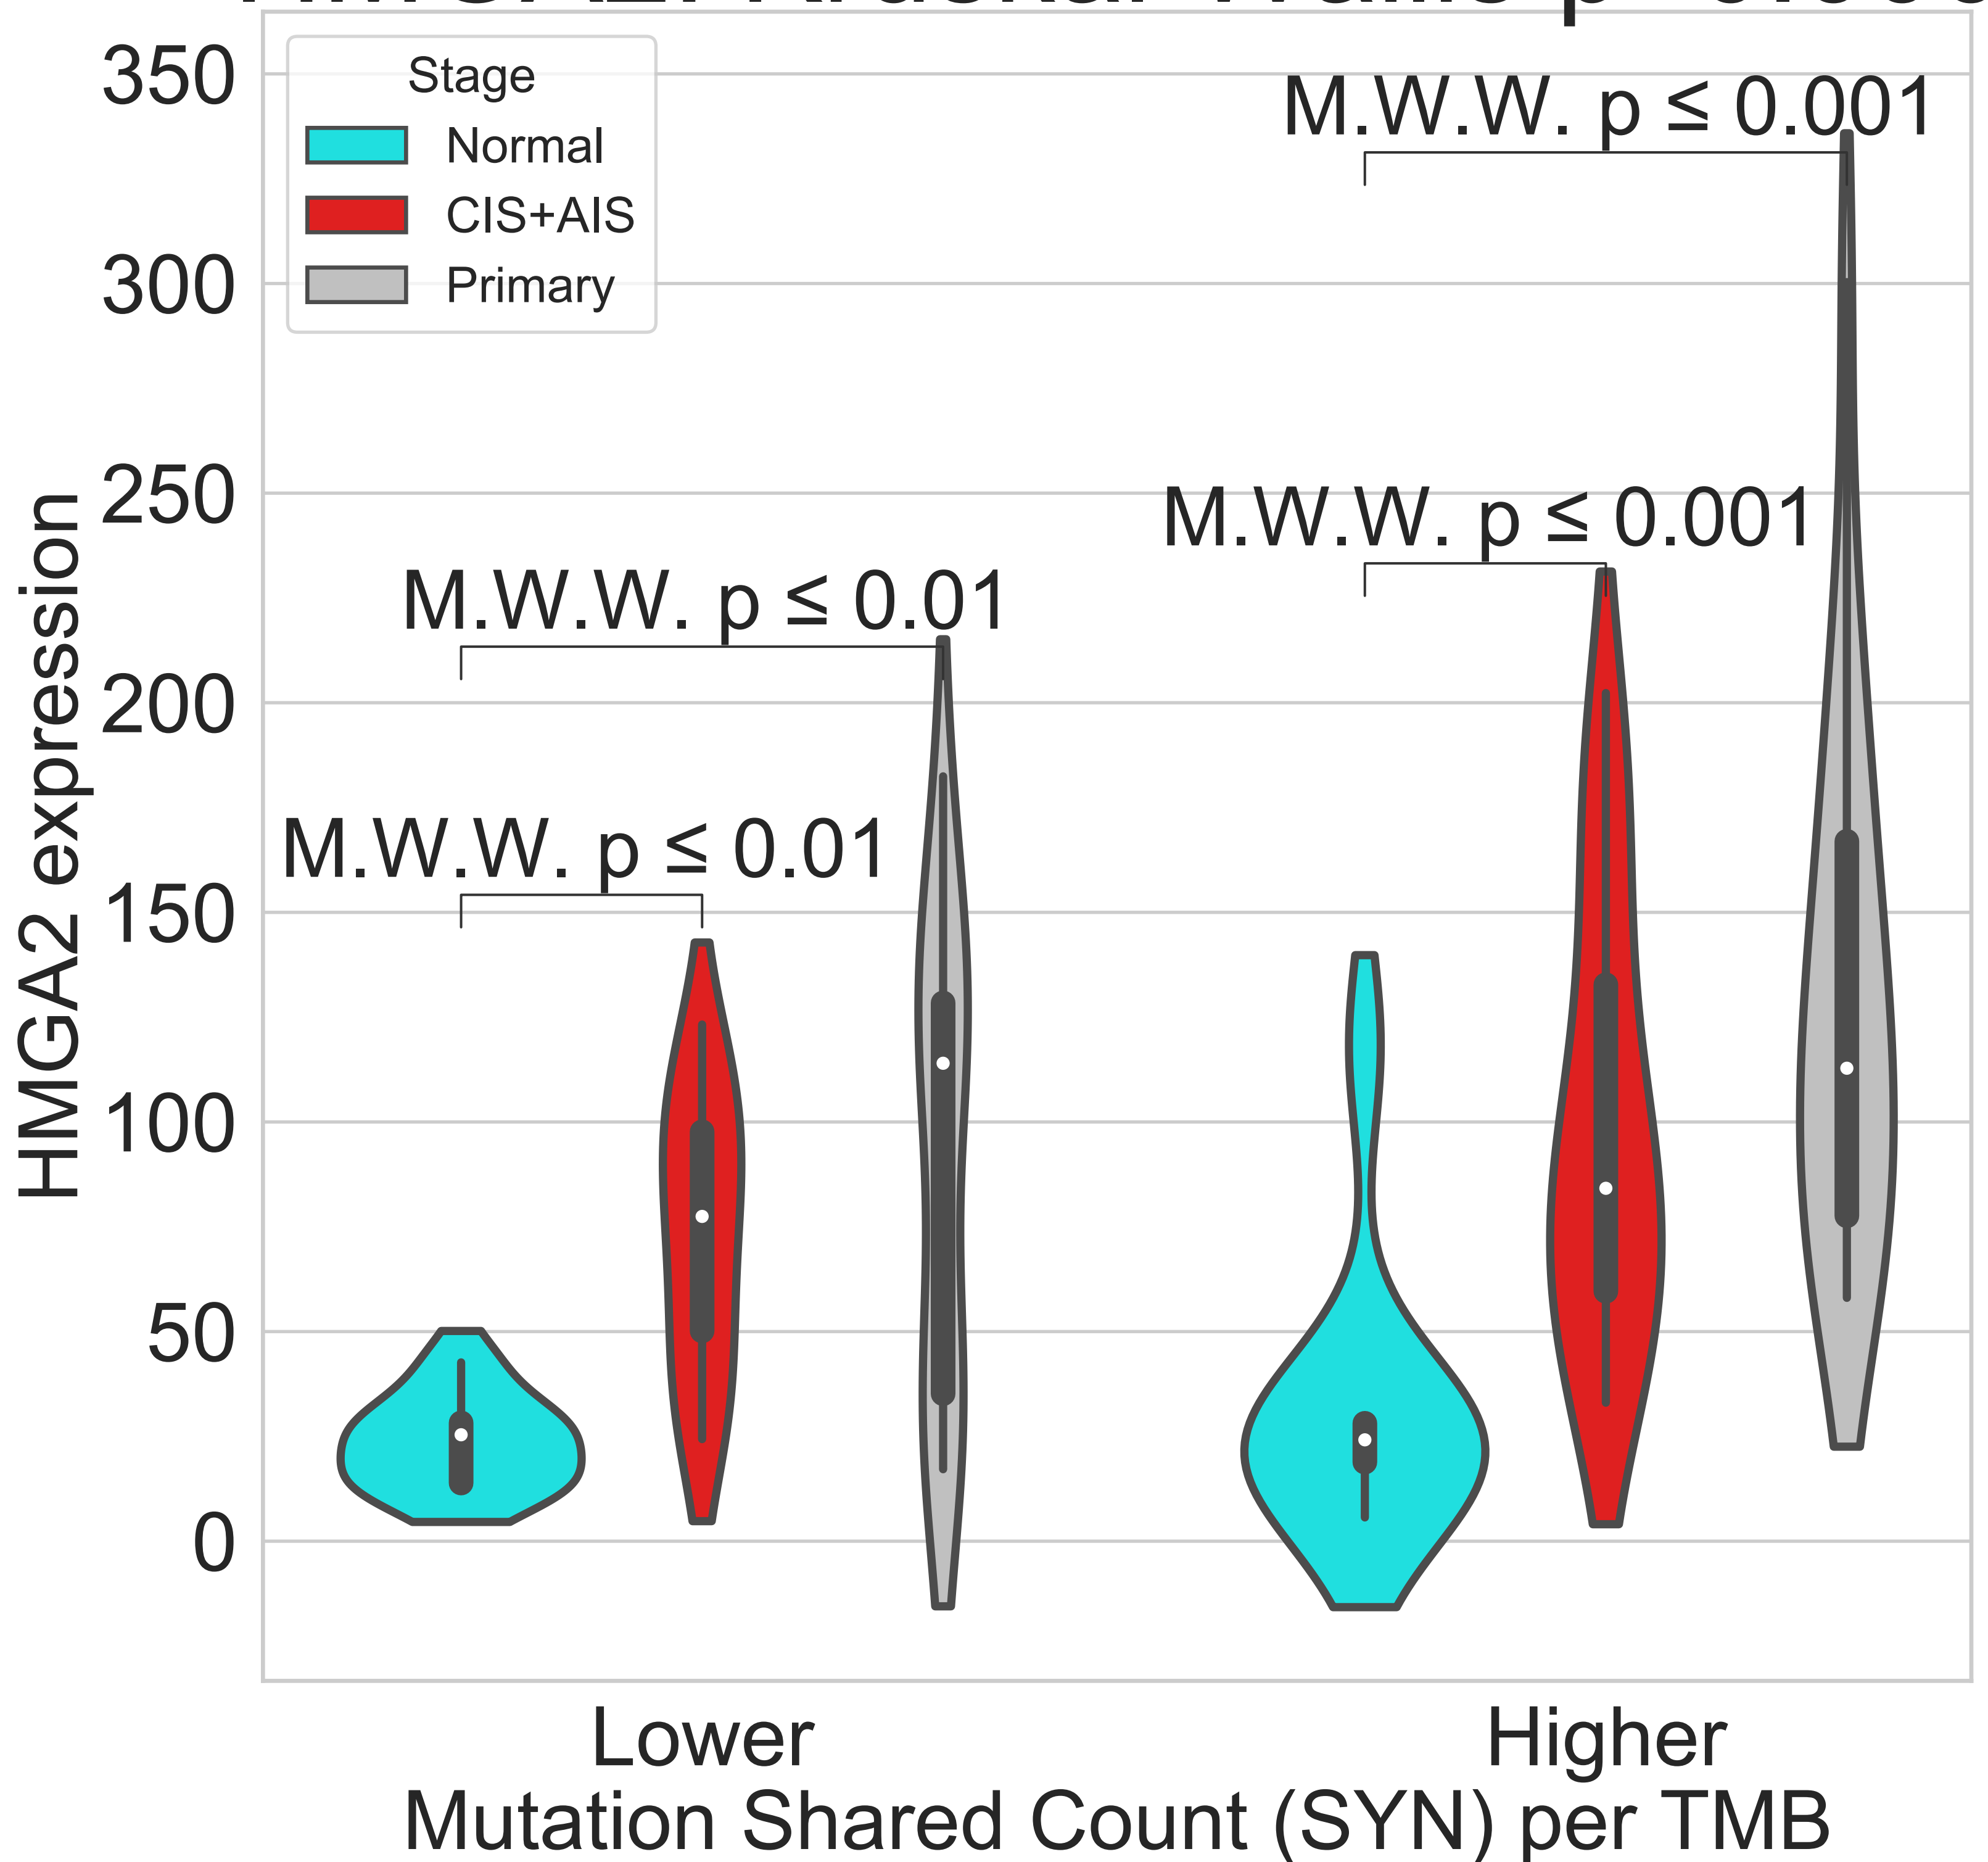 350
300
250
200
150
100
50
0
HMGA2 expression
Stage
Normal
CIS+AIS
Primary
M.W.W. p ≤ 0.001
M.W.W. p ≤ 0.001
M.W.W. p ≤ 0.01
M.W.W. p ≤ 0.01
Lower
Higher
Mutation Shared Count (SYN) per TMB